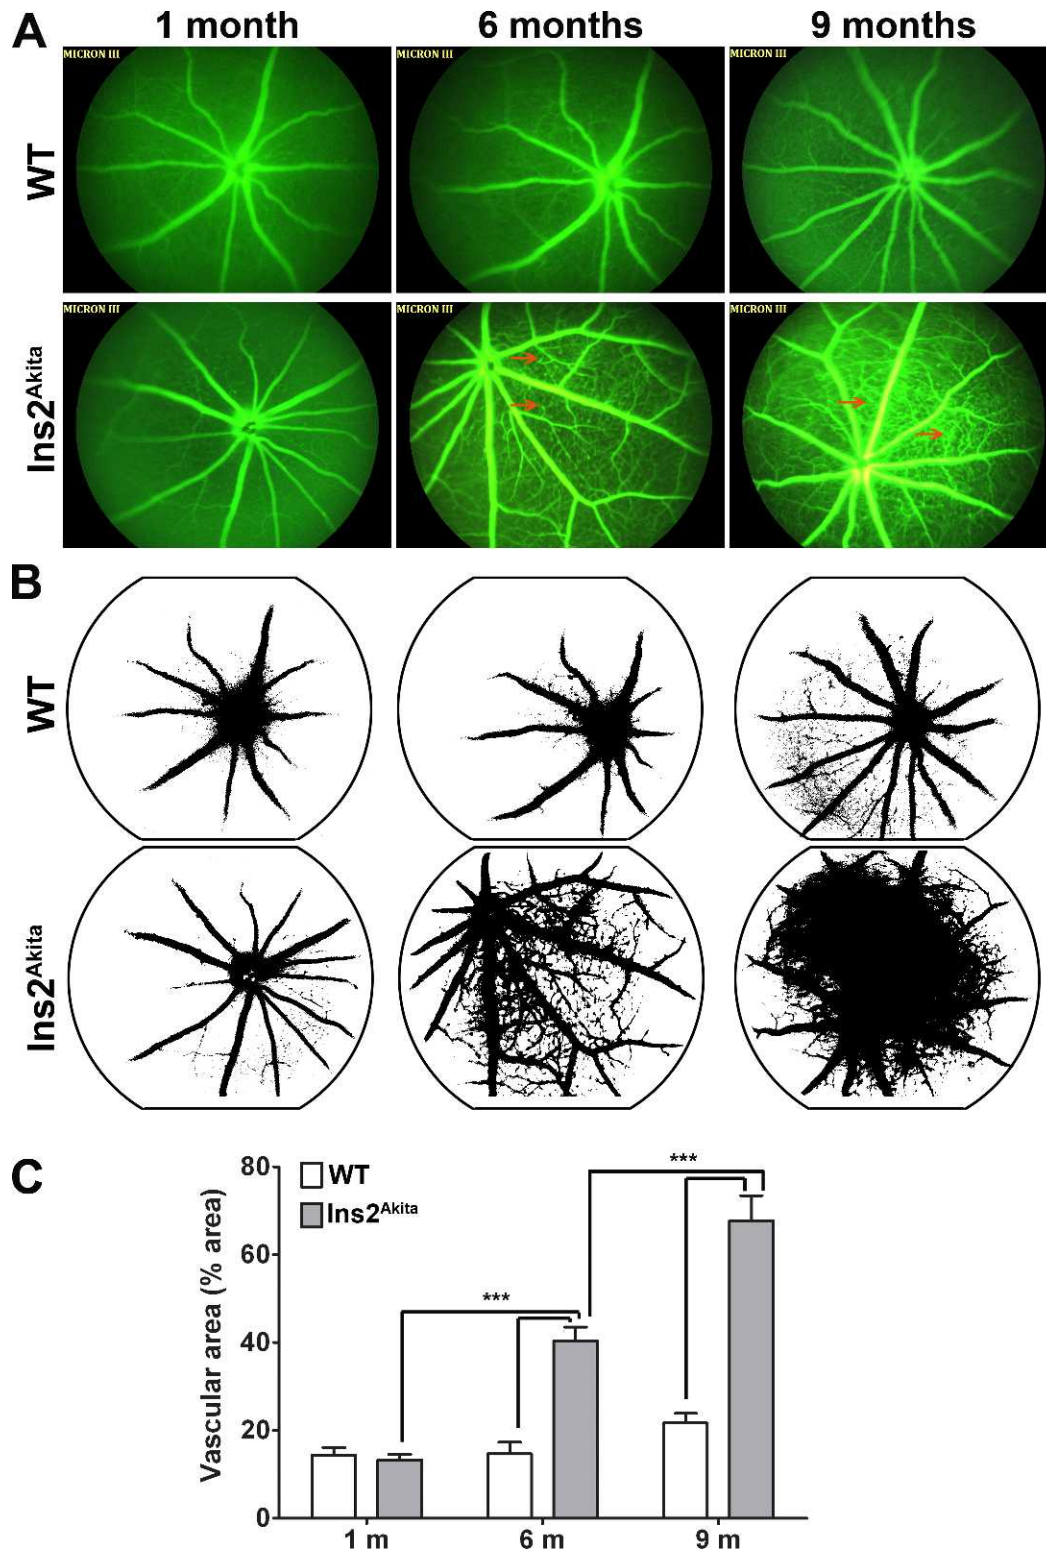 A
1 month
6 months
9 months
WT
MICRON III
MICRON III
MICRON III
Ins2Akita
MICRON III
MICRON III
MICRON III
B
WT
Ins2Akita
C
Vascular area (% area)
80
60
40
20
0
WT
Ins2Akita
***
***
1 m
6 m
9 m